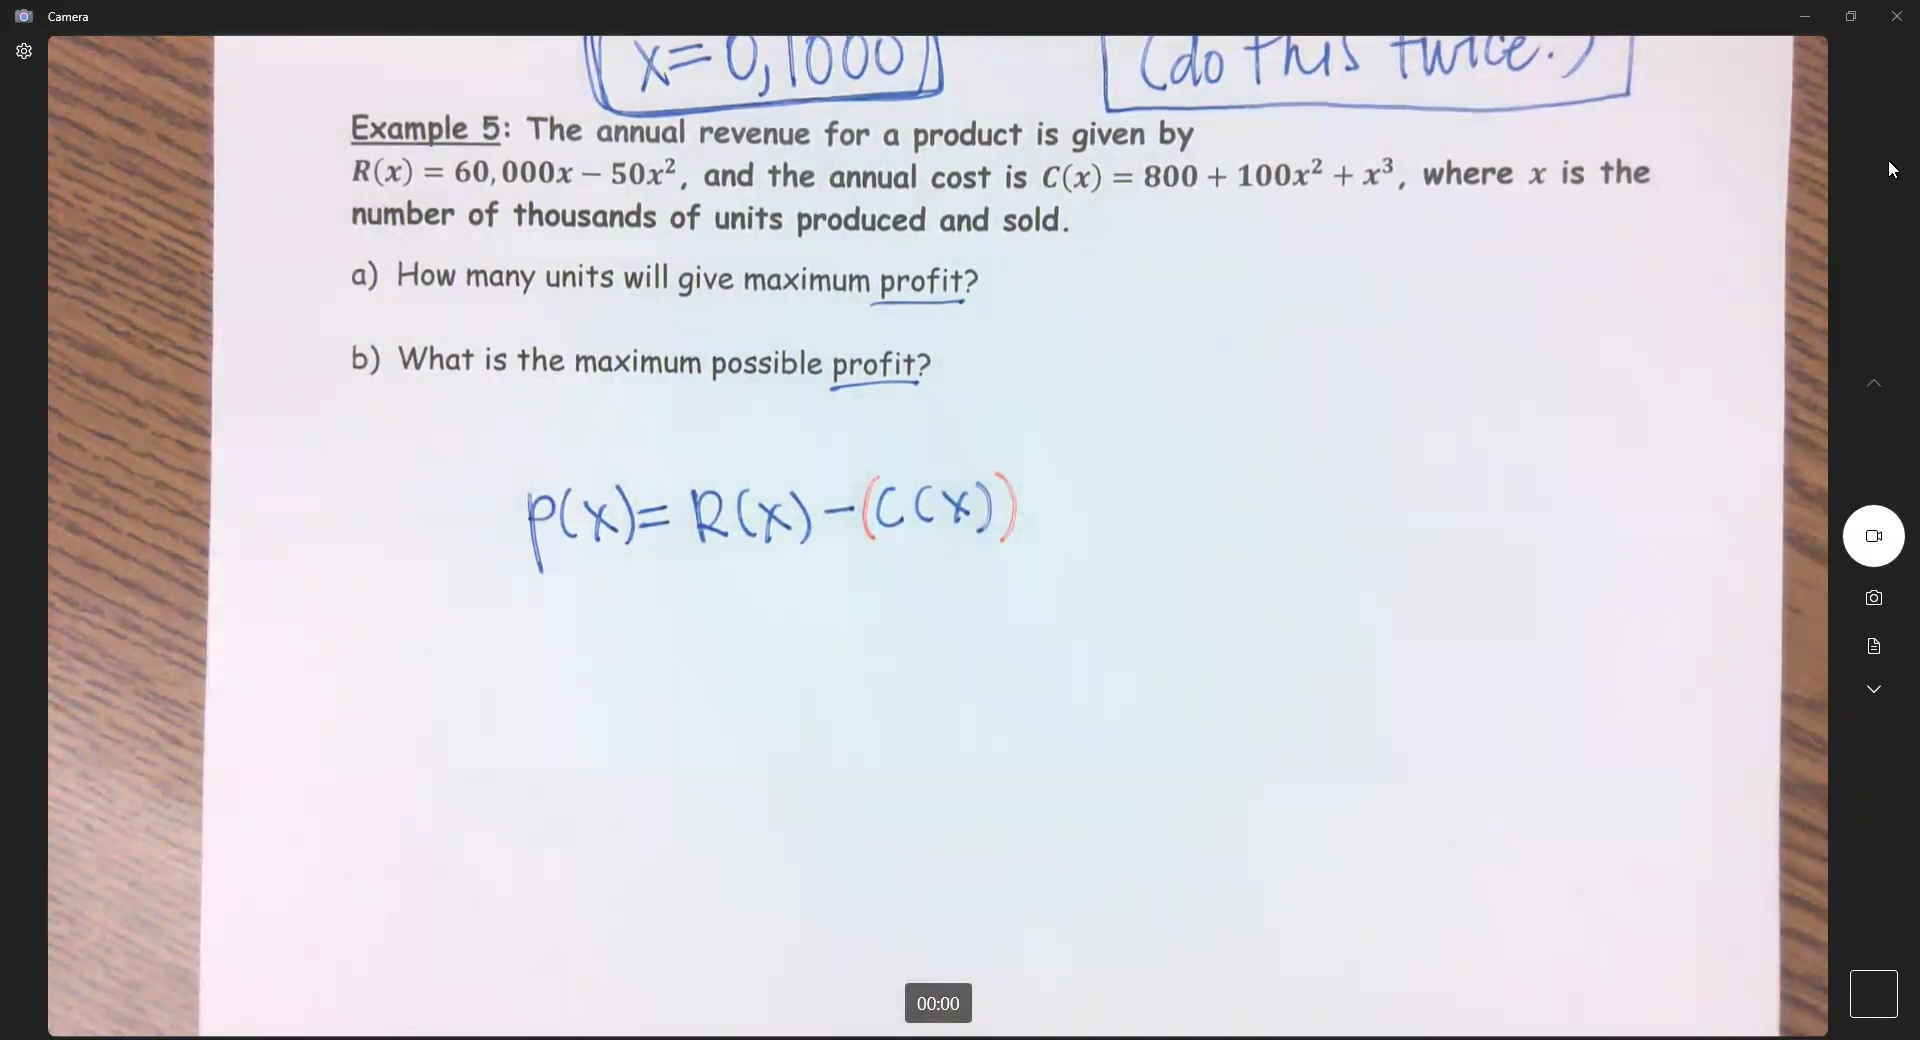 Camera
x=0,1000
(do this twice.)
Example 5: The annual revenue for a product is given by
R(x) = 60,000x − 50x², and the annual cost is C(x) = 800 + 100x² + x³, where x is the
number of thousands of units produced and sold.
a) How many units will give maximum profit?
b) What is the maximum possible profit?
P(x)= R(x) −(C(x))
00:00